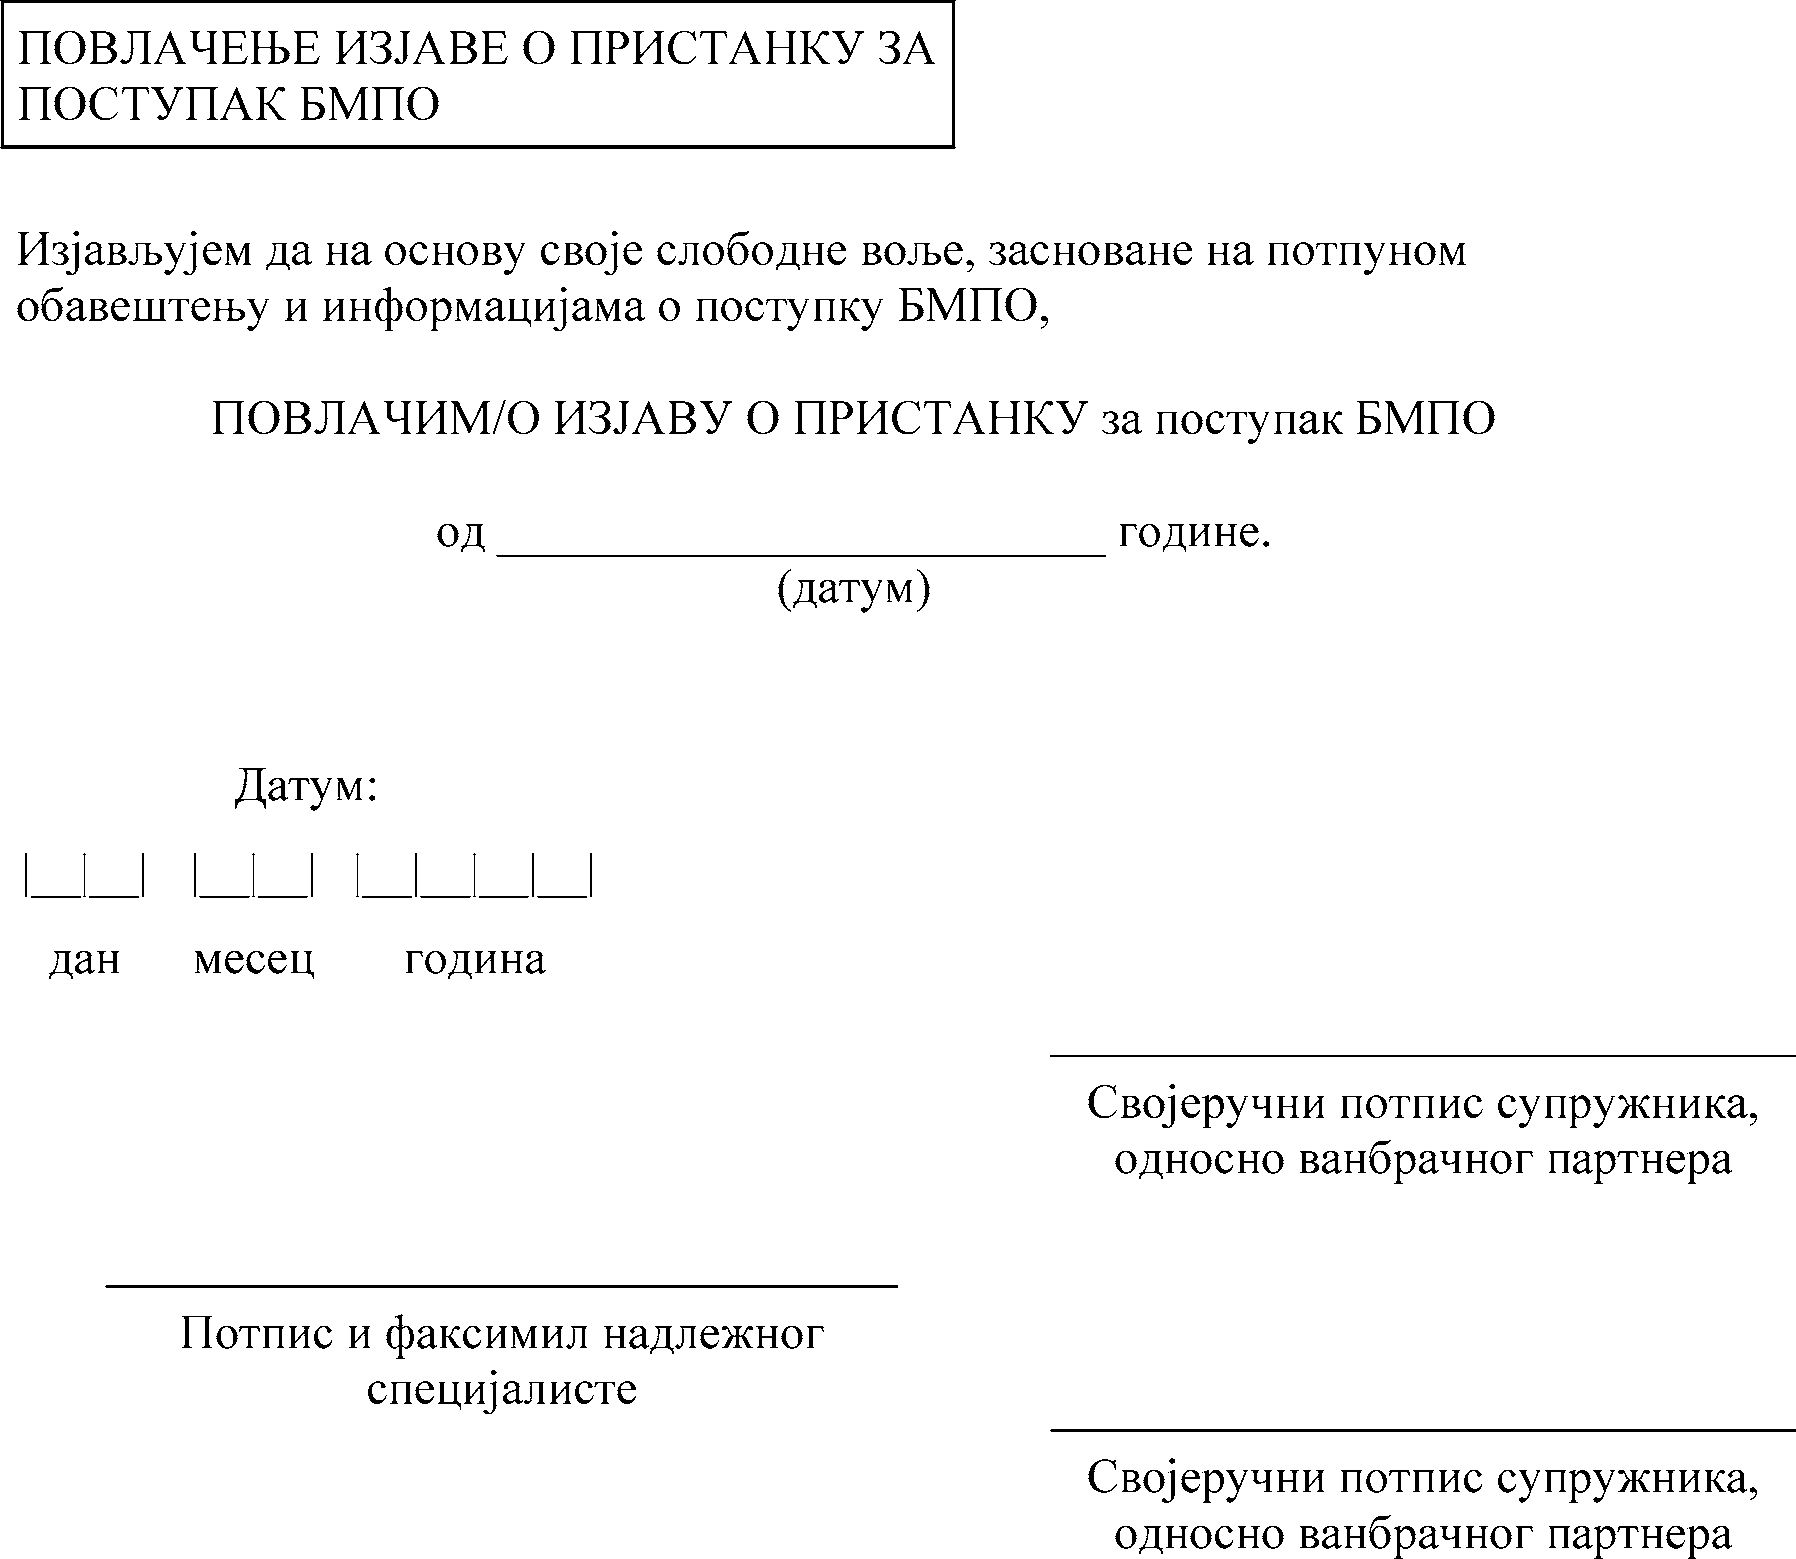 ПОВЛАЧЕЊЕ ИЗЈАВЕ О ПРИСТАНКУ ЗА
ПОСТУПАК БМПО
Изјављујем да на основу своје слободне воље, засноване на потпуном
обавештењу и информацијама о поступку БМПО,
ПОВЛАЧИМ/О ИЗЈАВУ О ПРИСТАНКУ за поступак БМПО
од __________________________ године.
(датум)
Датум:
|__|__| |__|__| |__|__|__|__|
дан месец година
Својеручни потпис супружника,
односно ванбрачног партнера
Потпис и факсимил надлежног
специјалисте
Својеручни потпис супружника,
односно ванбрачног партнера